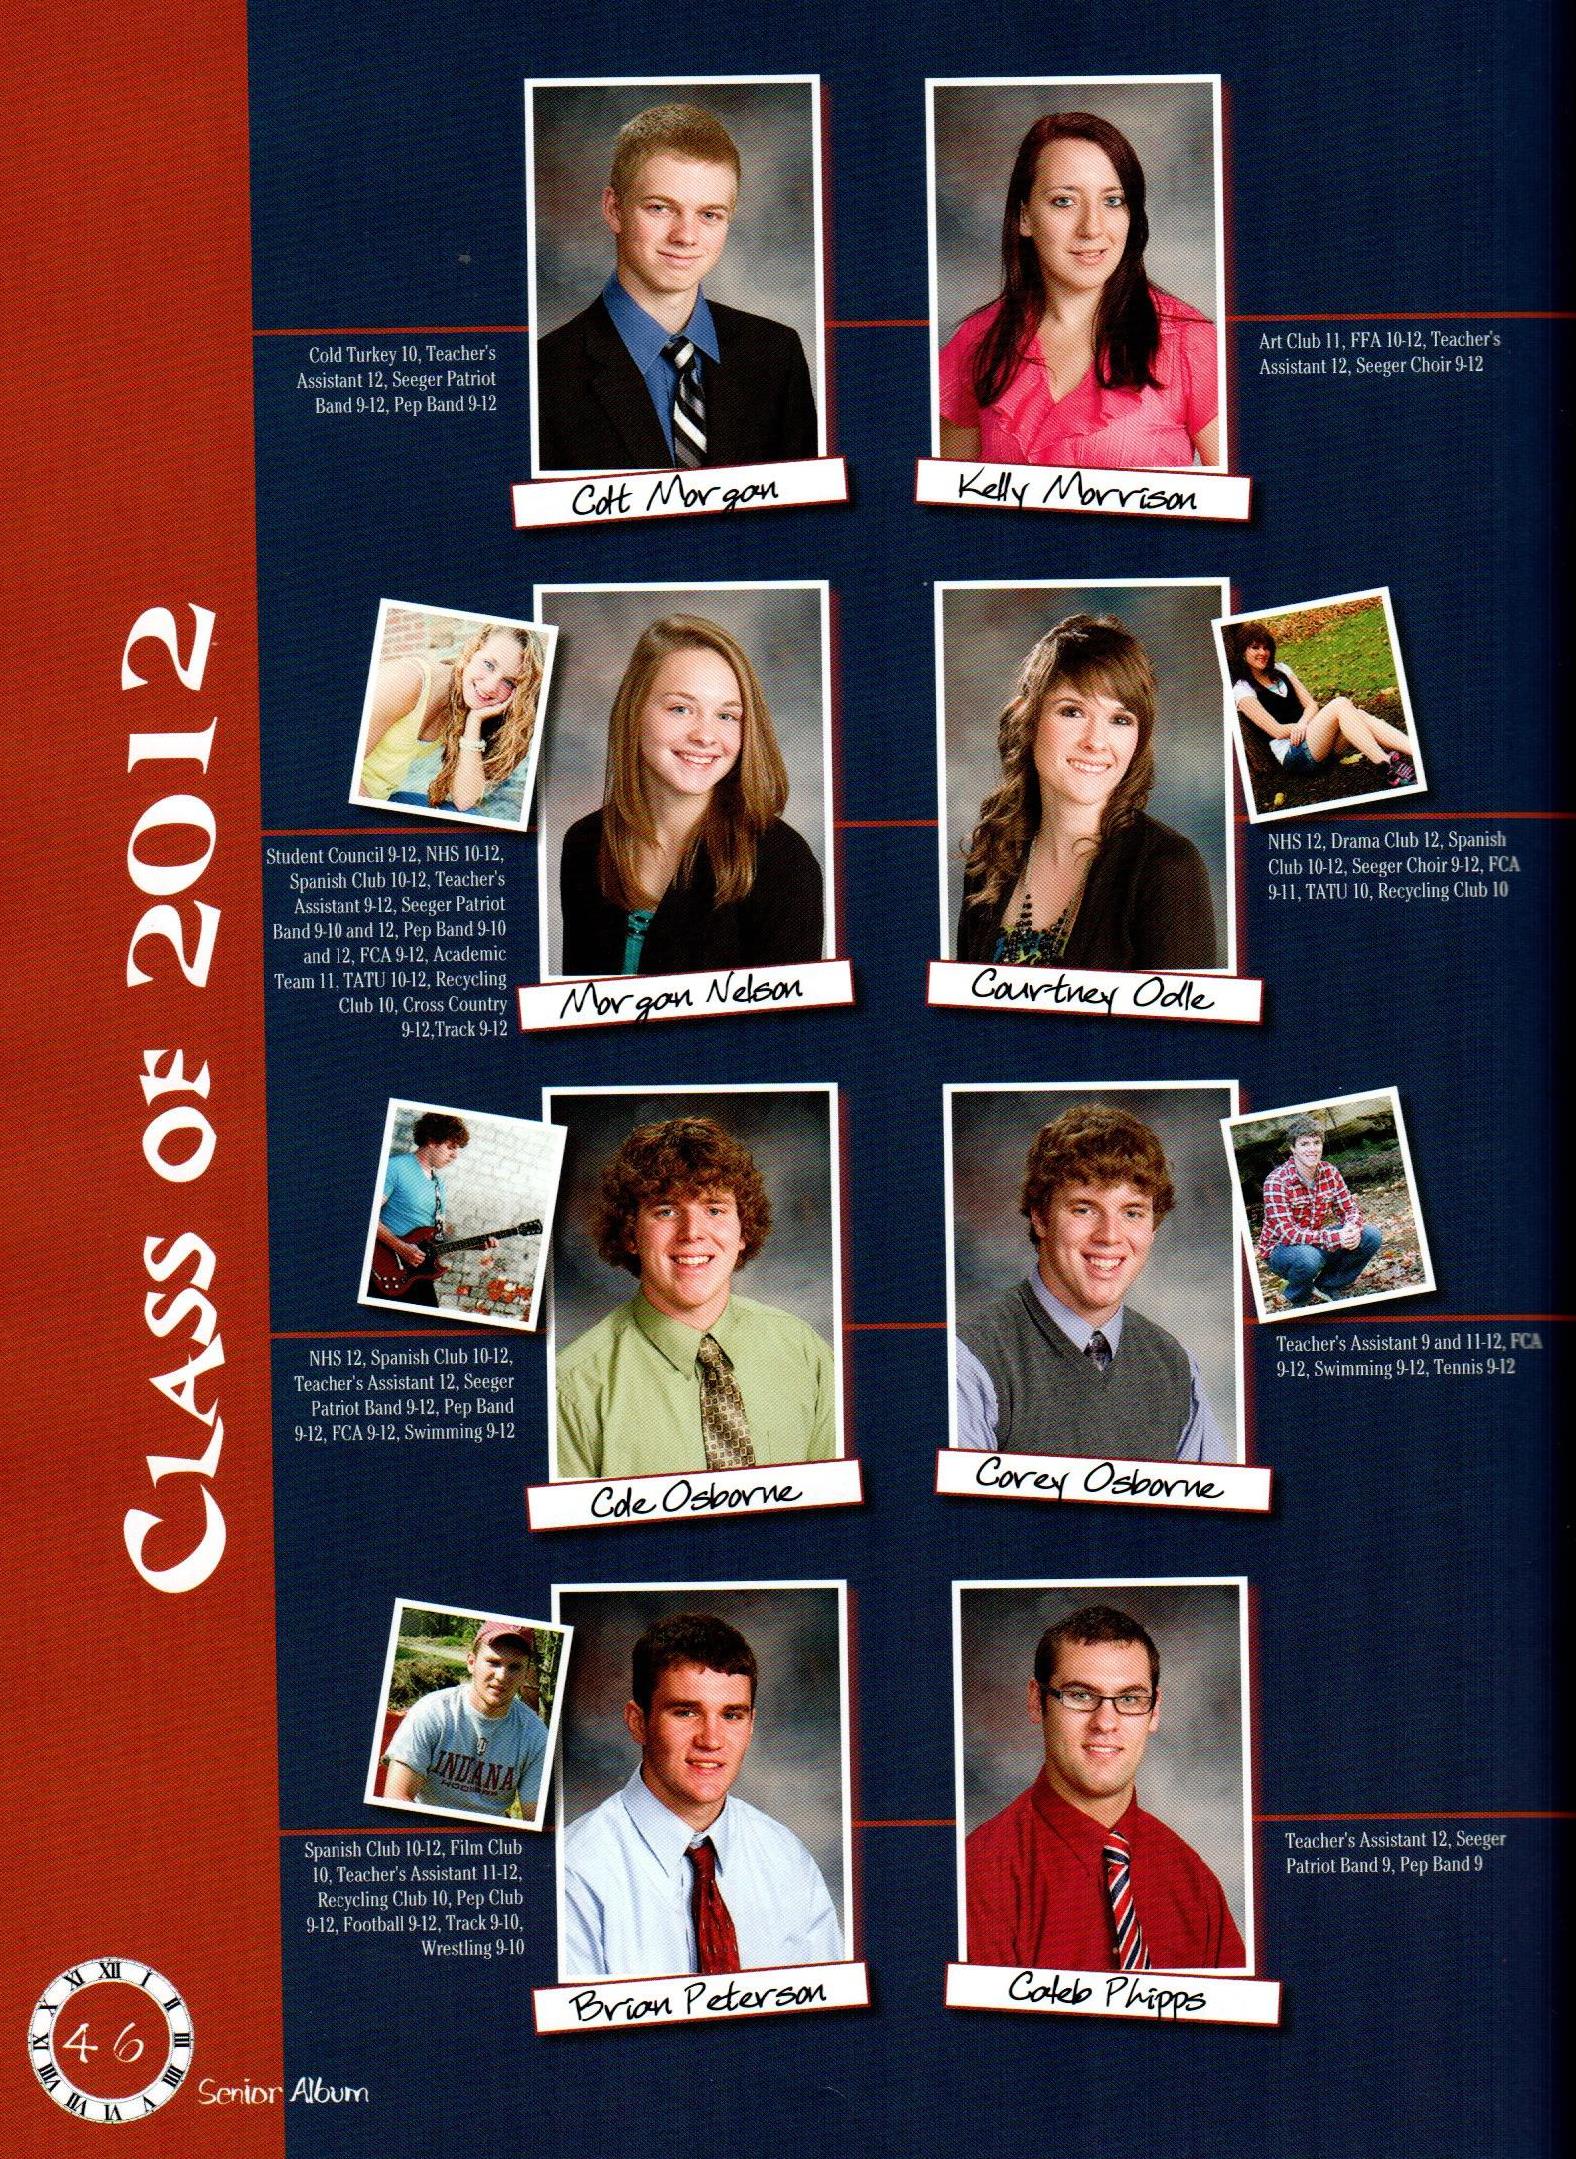 CLASS OF 2012
Cold Turkey 10, Teacher's
Assistant 12, Seeger Patriot
Band 9-12, Pep Band 9-12
Colt Morgan
Kelly Morrison
Art Club 11, FFA 10-12, Teacher's
Assistant 12, Seeger Choir 9-12
Student Council 9-12, NHS 10-12,
Spanish Club 10-12, Teacher's
Assistant 9-12, Seeger Patriot
Band 9-10 and 12, Pep Band 9-10
and 12, FCA 9-12, Academic
Team 11, TATU 10-12, Recycling
Club 10, Cross Country
9-12,Track 9-12
Morgan Nelson
Courtney Odle
NHS 12, Drama Club 12, Spanish
Club 10-12, Seeger Choir 9-12, FCA
9-11, TATU 10, Recycling Club 10
NHS 12, Spanish Club 10-12,
Teacher's Assistant 12, Seeger
Patriot Band 9-12, Pep Band
9-12, FCA 9-12, Swimming 9-12
Cole Osborne
Corey Osborne
Teacher's Assistant 9 and 11-12, FCA
9-12, Swimming 9-12, Tennis 9-12
INDIANA
HOOSIERS
Spanish Club 10-12, Film Club
10, Teacher's Assistant 11-12,
Recycling Club 10, Pep Club
9-12, Football 9-12, Track 9-10,
Wrestling 9-10
Brian Peterson
Caleb Phipps
Teacher's Assistant 12, Seeger
Patriot Band 9, Pep Band 9
XII I II III IIII V VI VII VIII IX X XI
46
Senior Album